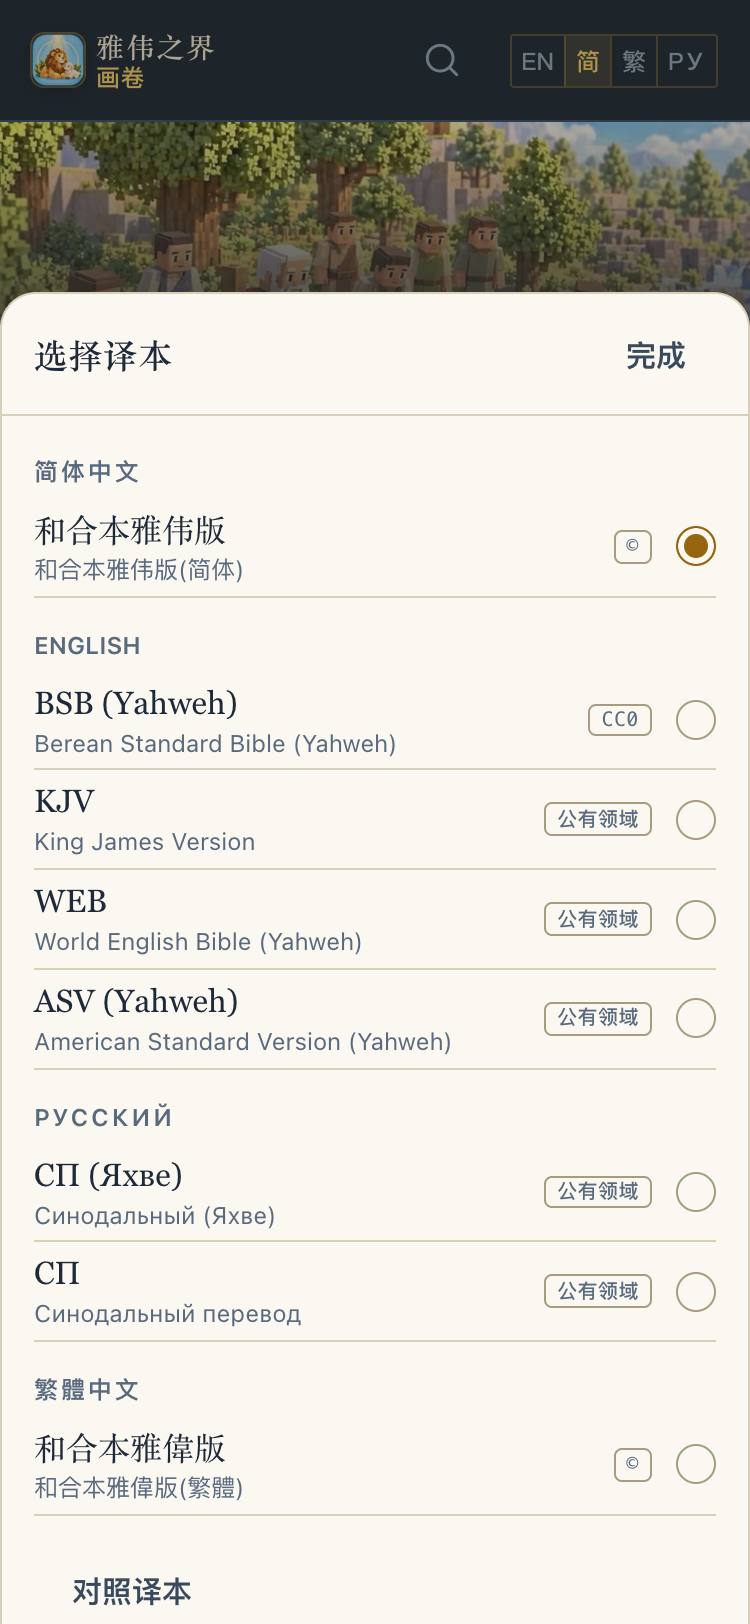 雅伟之界
画卷
EN 简 繁 РУ
选择译本
完成
简体中文
和合本雅伟版
和合本雅伟版(简体)
©
ENGLISH
BSB (Yahweh)
Berean Standard Bible (Yahweh)
CC0
KJV
King James Version
公有领域
WEB
World English Bible (Yahweh)
公有领域
ASV (Yahweh)
American Standard Version (Yahweh)
公有领域
РУССКИЙ
СП (Яхве)
Синодальный (Яхве)
公有领域
СП
Синодальный перевод
公有领域
繁體中文
和合本雅偉版
和合本雅偉版(繁體)
©
对照译本